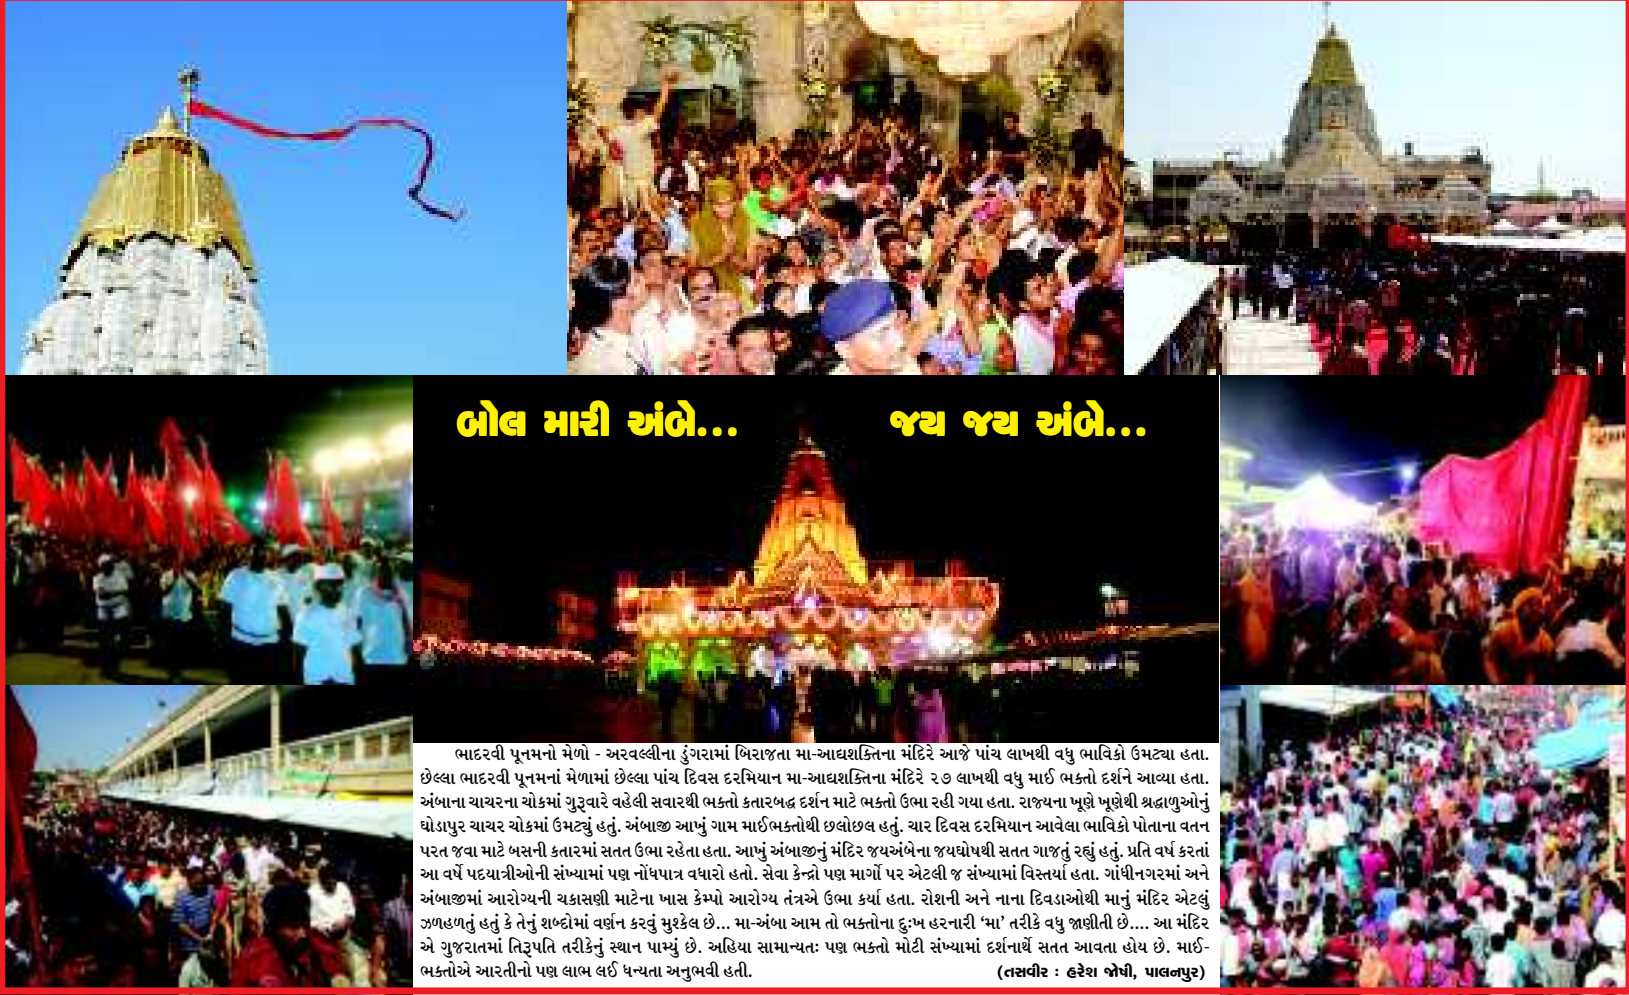 બોલ મારી અંબે... જય જય અંબે...
ભાદરવી પૂનમનો મેળો - અરવલ્લીના ડુંગરામાં બિરાજતા મા-આદ્યશક્તિના મંદિરે આજે પાંચ લાખથી વધુ ભાવિકો ઉમટ્યા હતા.
છેલ્લા ભાદરવી પૂનમનાં મેળામાં છેલ્લા પાંચ દિવસ દરમિયાન મા-આદ્યશક્તિના મંદિરે ૨૭ લાખથી વધુ માઈ ભક્તો દર્શને આવ્યા હતા.
અંબાના ચાચરના ચોકમાં ગુરૂવારે વહેલી સવારથી ભક્તો કતારબદ્ધ દર્શન માટે ભક્તો ઉભા રહી ગયા હતા. રાજ્યના ખૂણે ખૂણેથી શ્રદ્ધાળુઓનું
ઘોડાપુર ચાચર ચોકમાં ઉમટ્યું હતું. અંબાજી આખું ગામ માઈભક્તોથી છલોછલ હતું. ચાર દિવસ દરમિયાન આવેલા ભાવિકો પોતાના વતન
પરત જવા માટે બસની કતારમાં સતત ઉભા રહેતા હતા. આખું અંબાજીનું મંદિર જયઅંબેના જયઘોષથી સતત ગાજતું રહ્યું હતું. પ્રતિ વર્ષ કરતાં
આ વર્ષે પદયાત્રીઓની સંખ્યામાં પણ નોંધપાત્ર વધારો હતો. સેવા કેન્દ્રો પણ માર્ગો પર એટલી જ સંખ્યામાં વિસ્તર્યા હતા. ગાંધીનગરમાં અને
અંબાજીમાં આરોગ્યની ચકાસણી માટેના ખાસ કેમ્પો આરોગ્ય તંત્રએ ઉભા કર્યા હતા. રોશની અને નાના દિવડાઓથી માનું મંદિર એટલું
ઝળહળતું હતું કે તેનું શબ્દોમાં વર્ણન કરવું મુશ્કેલ છે... મા-અંબા આમ તો ભક્તોના દુઃખ હરનારી ‘મા’ તરીકે વધુ જાણીતી છે.... આ મંદિર
એ ગુજરાતમાં તિરૂપતિ તરીકેનું સ્થાન પામ્યું છે. અહિયા સામાન્યતઃ પણ ભક્તો મોટી સંખ્યામાં દર્શનાર્થે સતત આવતા હોય છે. માઈ-
ભક્તોએ આરતીનો પણ લાભ લઈ ધન્યતા અનુભવી હતી. (તસવીર : હરેશ જોષી, પાલનપુર)